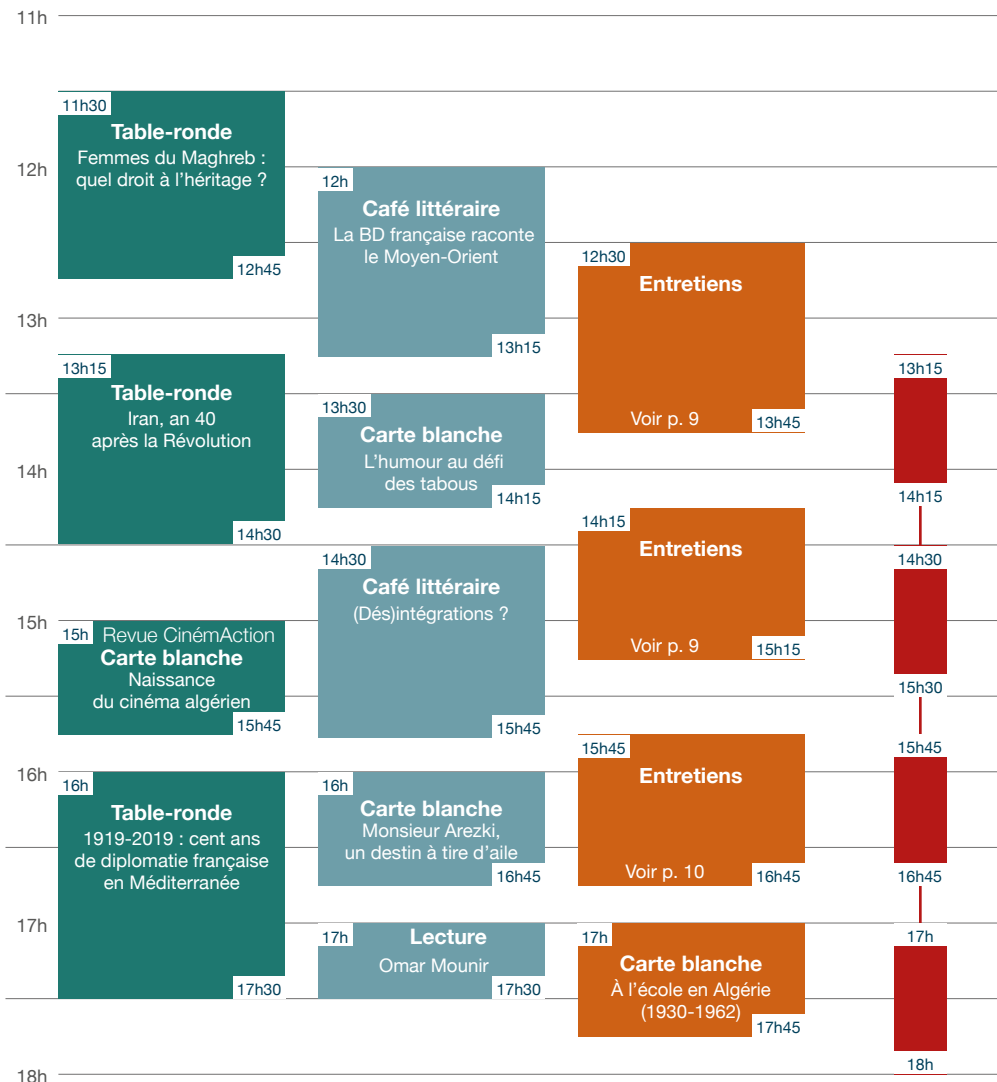 11h
12h
13h
14h
15h
16h
17h
18h
11h30
Table-ronde
Femmes du Maghreb :
quel droit à l’héritage ?
12h45
13h15
Table-ronde
Iran, an 40
après la Révolution
14h30
15h
Revue CinémAction
Carte blanche
Naissance
du cinéma algérien
15h45
16h
Table-ronde
1919-2019 : cent ans
de diplomatie française
en Méditerranée
17h30
12h
Café littéraire
La BD française raconte
le Moyen-Orient
13h15
13h30
Carte blanche
L’humour au défi
des tabous
14h15
14h30
Café littéraire
(Dés)intégrations ?
15h45
16h
Carte blanche
Monsieur Arezki,
un destin à tire d’aile
16h45
17h
Lecture
Omar Mounir
17h30
12h30
Entretiens
Voir p. 9
13h45
14h15
Entretiens
Voir p. 9
15h15
15h45
Entretiens
Voir p. 10
16h45
17h
Carte blanche
À l’école en Algérie
(1930-1962)
17h45
13h15
14h15
14h30
15h30
15h45
16h45
17h
18h